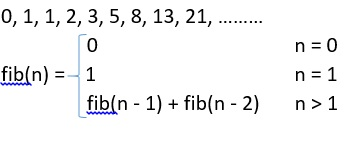 0, 1, 1, 2, 3, 5, 8, 13, 21, .........
0 n = 0
fib(n) = 1 n = 1
fib(n - 1) + fib(n - 2) n > 1